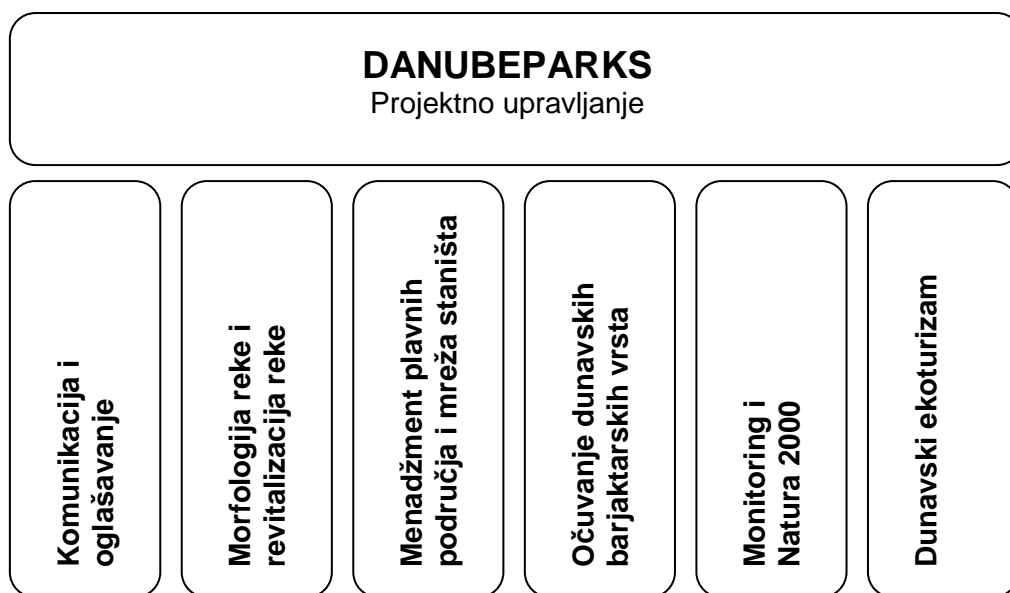 DANUBEPARKS
Projektno upravljanje
Komunikacija i
oglašavanje
Morfologija reke i
revitalizacija reke
Menadžment plavnih
područja i mreža staništa
Očuvanje dunavskih
barjaktarskih vrsta
Monitoring i
Natura 2000
Dunavski ekoturizam